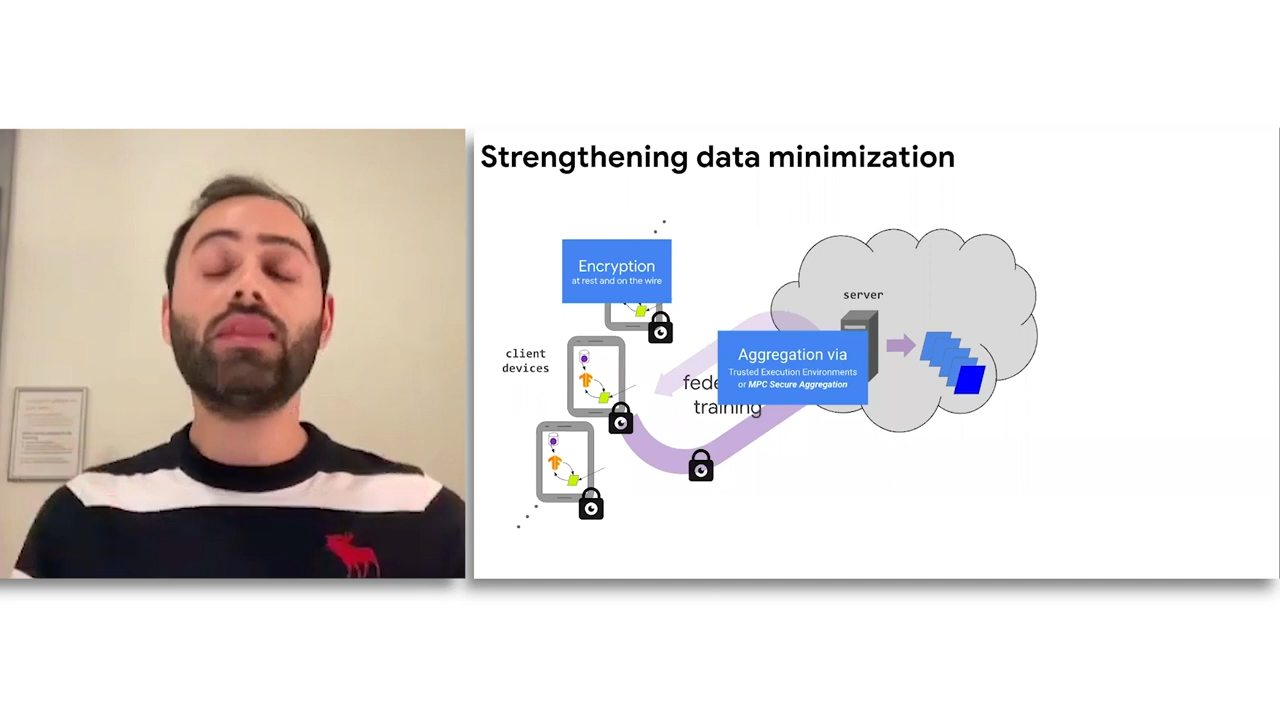 Strengthening data minimization
Encryption
at rest and on the wire
server
client
devices
Aggregation via
Trusted Execution Environments
or MPC Secure Aggregation
fede
training